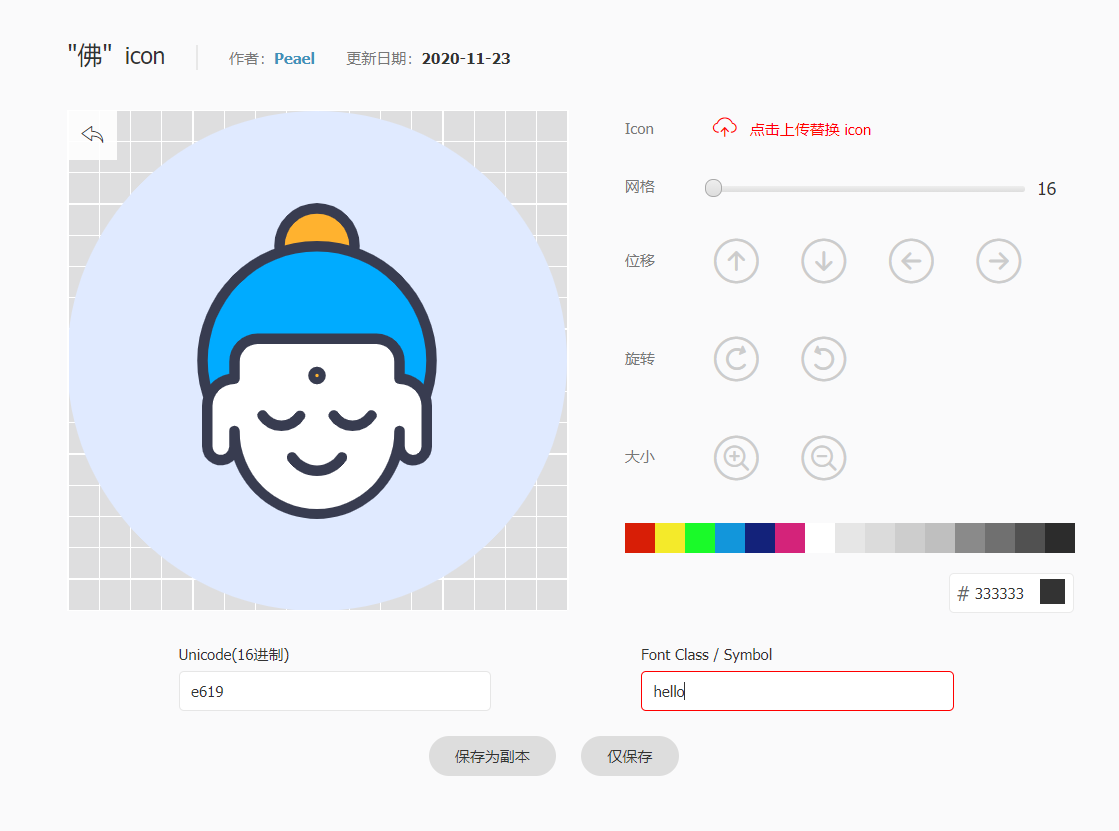 "佛" icon
作者：Peael
更新日期：2020-11-23
Icon
点击上传替换 icon
网格
16
位移
旋转
大小
# 333333
Unicode(16进制)
e619
Font Class / Symbol
hello
保存为副本
仅保存